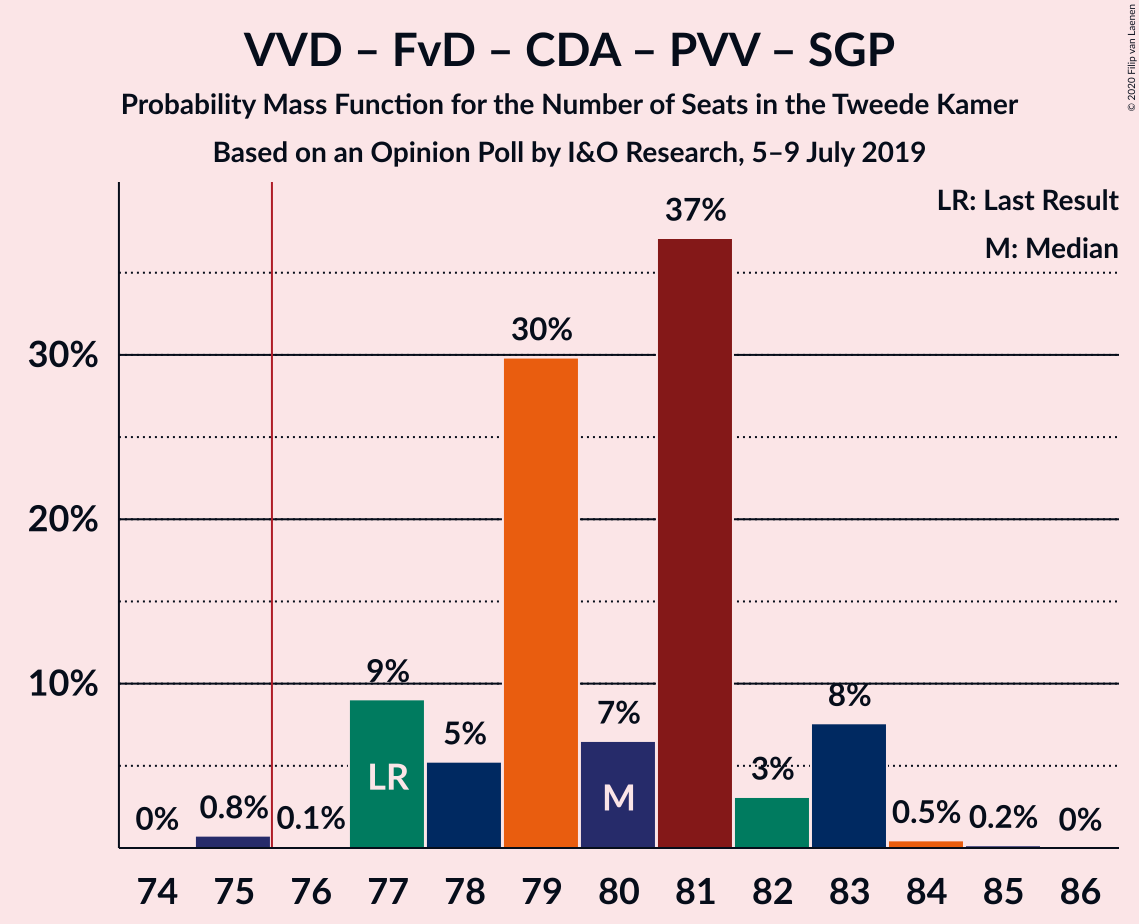 VVD – FvD – CDA – PVV – SGP
Probability Mass Function for the Number of Seats in the Tweede Kamer
Based on an Opinion Poll by I&O Research, 5–9 July 2019
© 2020 Filip van Laenen
LR: Last Result
M: Median
37%
30%
30%
20%
10%
9%
8%
7%
5%
3%
LR
M
0%
0.8%
0.1%
0.5%
0.2%
0%
74 75 76 77 78 79 80 81 82 83 84 85 86